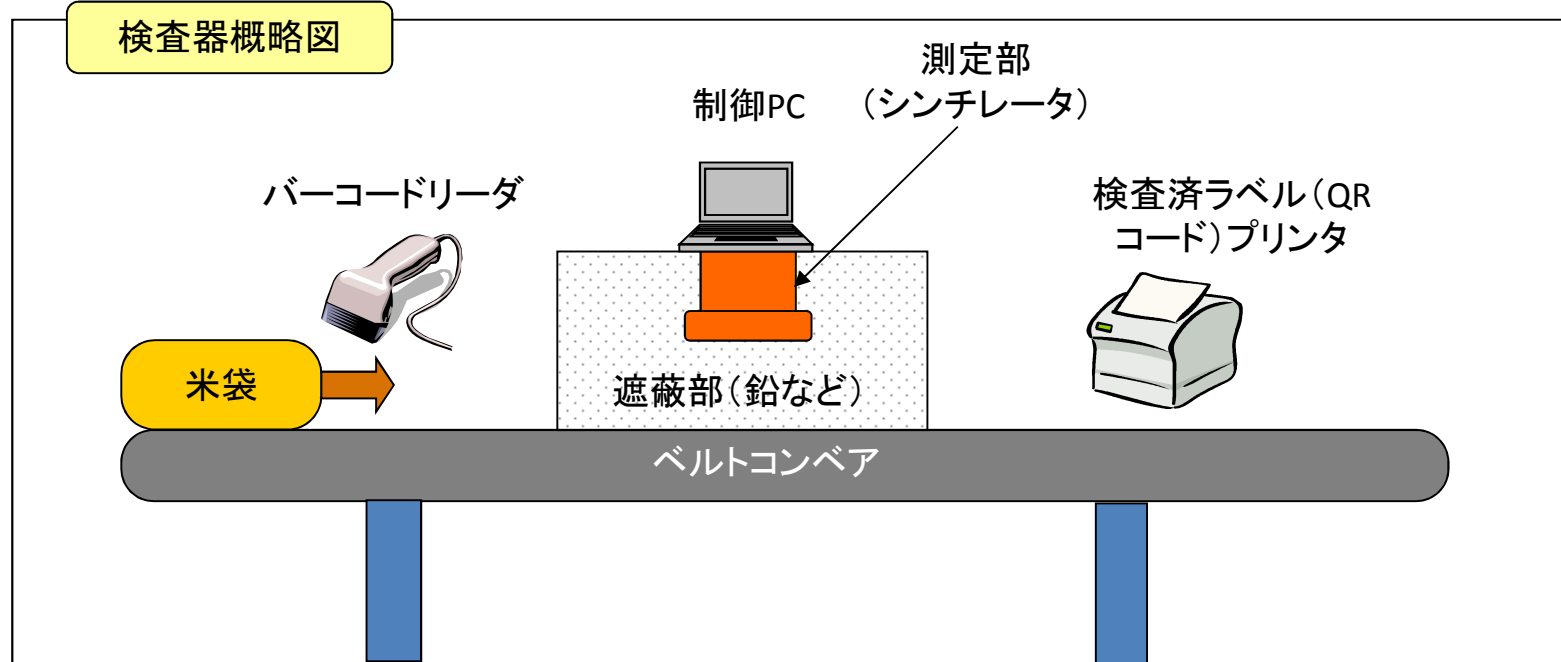 検査器概略図
測定部
（シンチレータ）
制御PC
バーコードリーダ
検査済ラベル（QR
コード）プリンタ
米袋
遮蔽部（鉛など）
ベルトコンベア